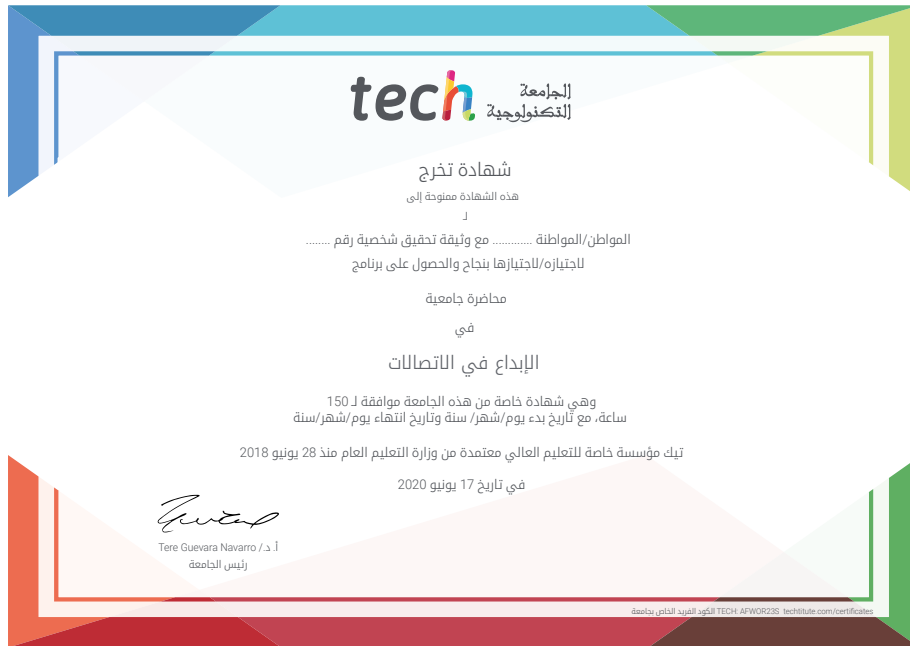 tech
الجامعة
التكنولوجية
شهادة تخرج
هذه الشهادة ممنوحة إلى
لـ
المواطن/المواطنة ............ مع وثيقة تحقيق شخصية رقم ........
لاجتيازه/لاجتيازها بنجاح والحصول على برنامج
محاضرة جامعية
في
الإبداع في الاتصالات
وهي شهادة خاصة من هذه الجامعة موافقة لـ 150
ساعة، مع تاريخ بدء يوم/شهر/ سنة وتاريخ انتهاء يوم/شهر/سنة
تيك مؤسسة خاصة للتعليم العالي معتمدة من وزارة التعليم العام منذ 28 يونيو 2018
في تاريخ 17 يونيو 2020
أ. د./ Tere Guevara Navarro
رئيس الجامعة
الكود الفريد الخاص بجامعة TECH: AFWOR23S techtitute.com/certificates